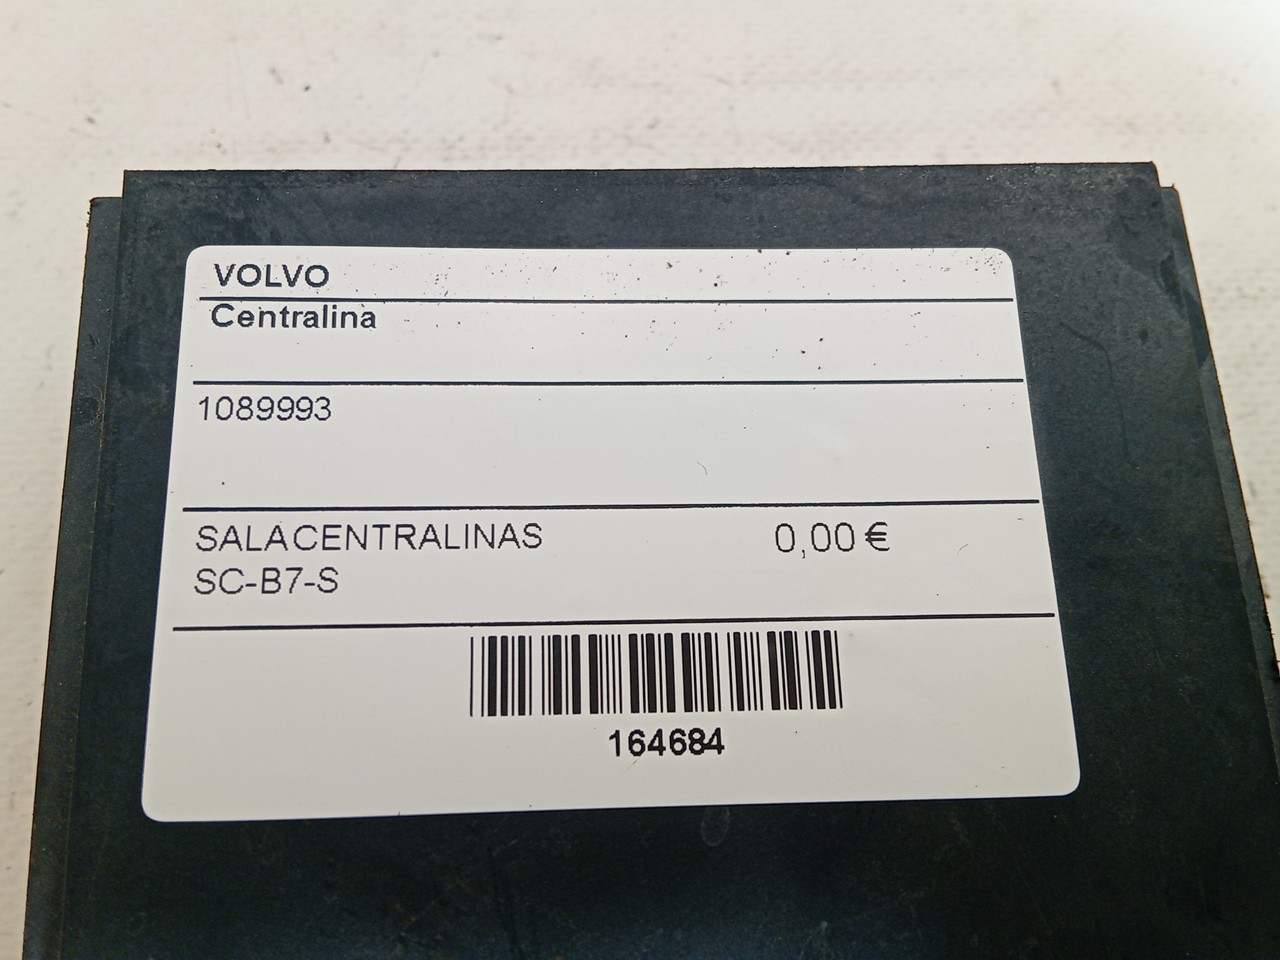 VOLVO
Centralina
1089993
SALACENTRALINAS 0,00 €
SC-B7-S
164684